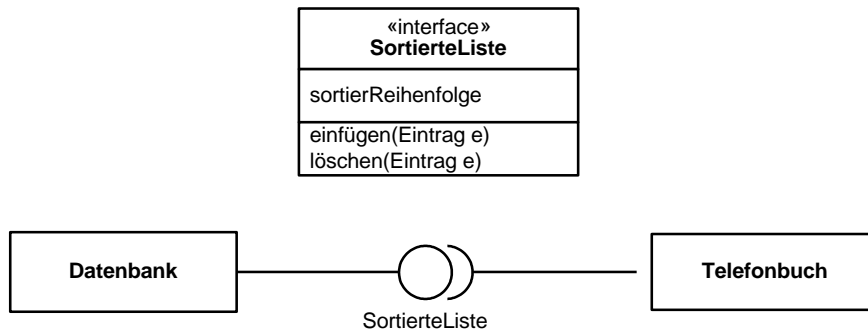 «interface»
SortierteListe
sortierReihenfolge
einfügen(Eintrag e)
löschen(Eintrag e)
Datenbank
Telefonbuch
SortierteListe